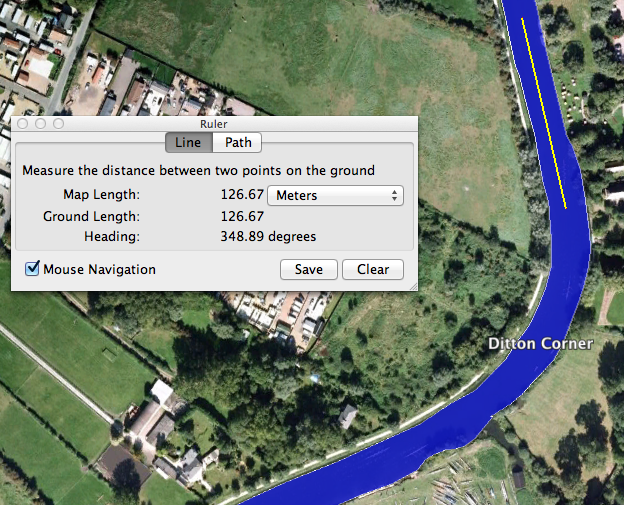 Ruler
Line Path
Measure the distance between two points on the ground
Map Length: 126.67 Meters
Ground Length: 126.67
Heading: 348.89 degrees
Mouse Navigation Save Clear
Ditton Corner